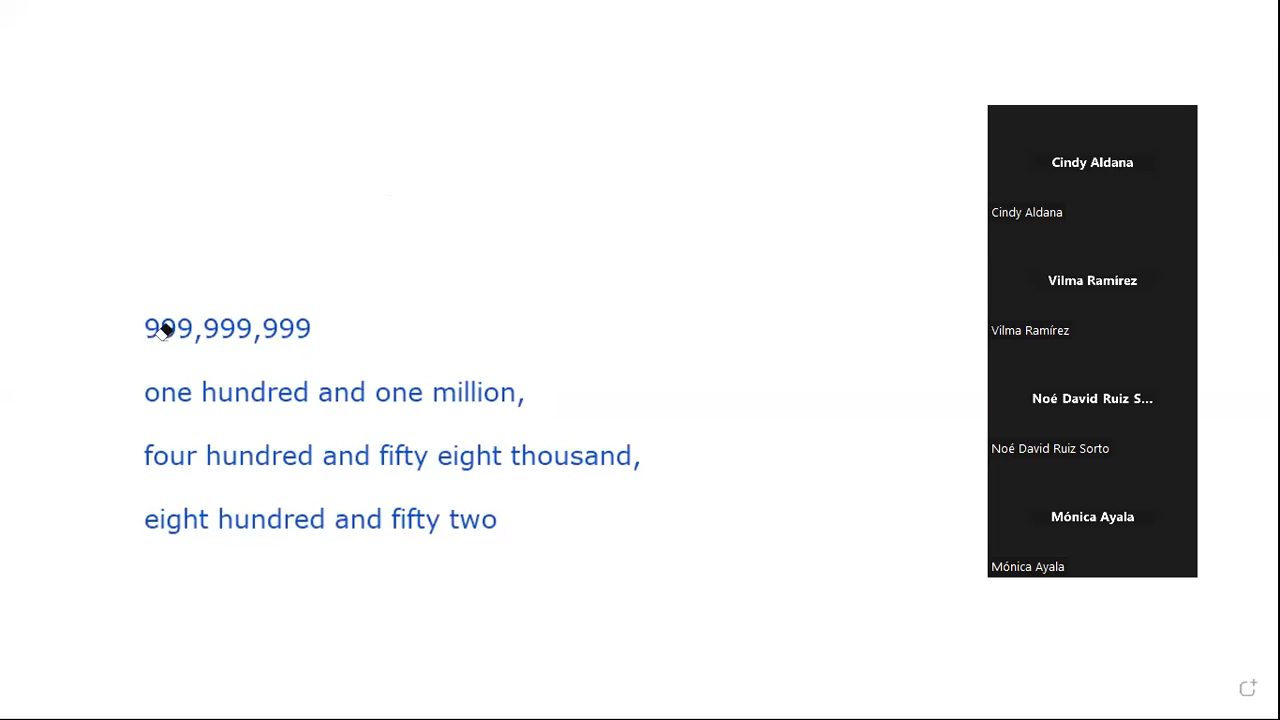 999,999,999
one hundred and one million,
four hundred and fifty eight thousand,
eight hundred and fifty two
Cindy Aldana
Cindy Aldana
Vilma Ramírez
Vilma Ramírez
Noé David Ruiz S...
Noé David Ruiz Sorto
Mónica Ayala
Mónica Ayala